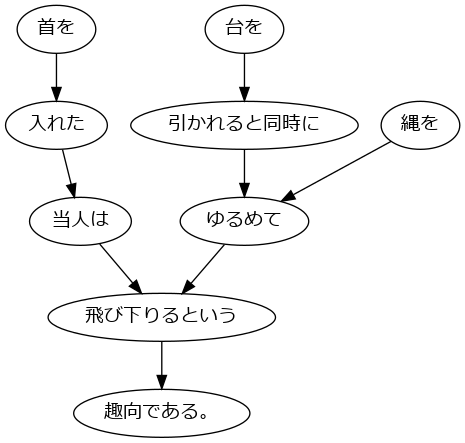 首を
台を
入れた
引かれると同時に
縄を
当人は
ゆるめて
飛び下りるという
趣向である。